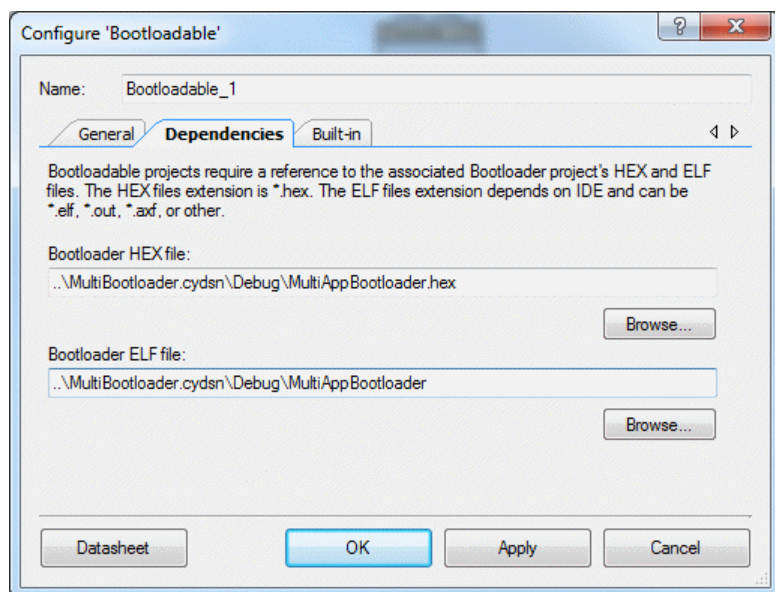 Configure 'Bootloadable'
Name: Bootloadable_1
General Dependencies Built-in
Bootloadable projects require a reference to the associated Bootloader project's HEX and ELF
files. The HEX files extension is *.hex. The ELF files extension depends on IDE and can be
*.elf, *.out, *.axf, or other.
Bootloader HEX file:
..\MultiBootloader.cydsn\Debug\MultiAppBootloader.hex
Browse...
Bootloader ELF file:
..\MultiBootloader.cydsn\Debug\MultiAppBootloader
Browse...
Datasheet OK Apply Cancel